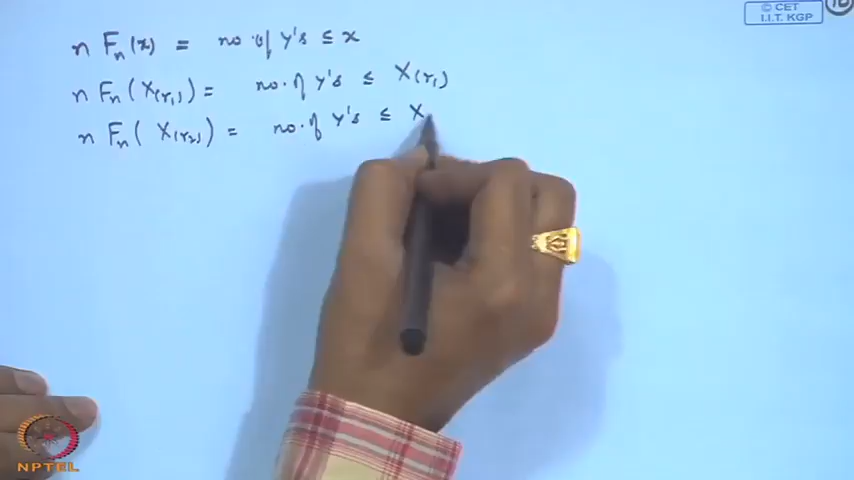 © CET
I.I.T. KGP
n Fₙ(x) = no. of Y's ≤ x
n Fₙ(X₍r₁₎) = no. of Y's ≤ X(r₁)
n Fₙ(X₍r₂₎) = no. of Y's ≤ X
NPTEL